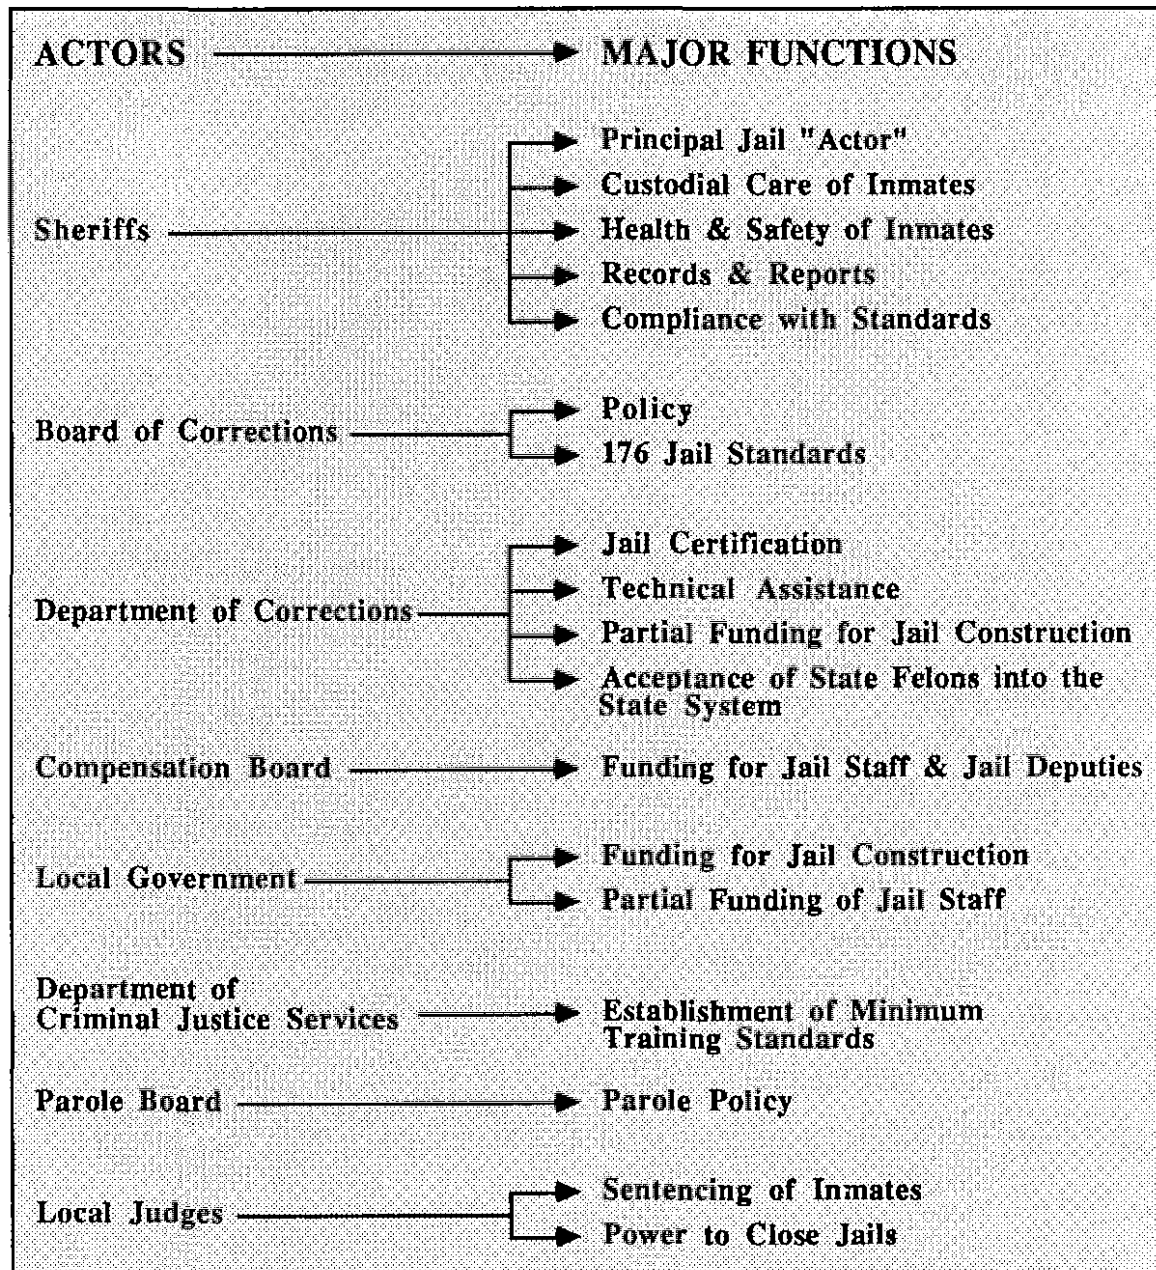 ACTORS MAJOR FUNCTIONS
Principal Jail "Actor"
Custodial Care of Inmates
Sheriffs Health & Safety of Inmates
Records & Reports
Compliance with Standards
Policy
Board of Corrections
176 Jail Standards
Jail Certification
Technical Assistance
Department of Corrections
Partial Funding for Jail Construction
Acceptance of State Felons into the
State System
Compensation Board Funding for Jail Staff & Jail Deputies
Funding for Jail Construction
Local Government
Partial Funding of Jail Staff
Department of
Criminal Justice Services Establishment of Minimum
Training Standards
Parole Board Parole Policy
Sentencing of Inmates
Local Judges
Power to Close Jails